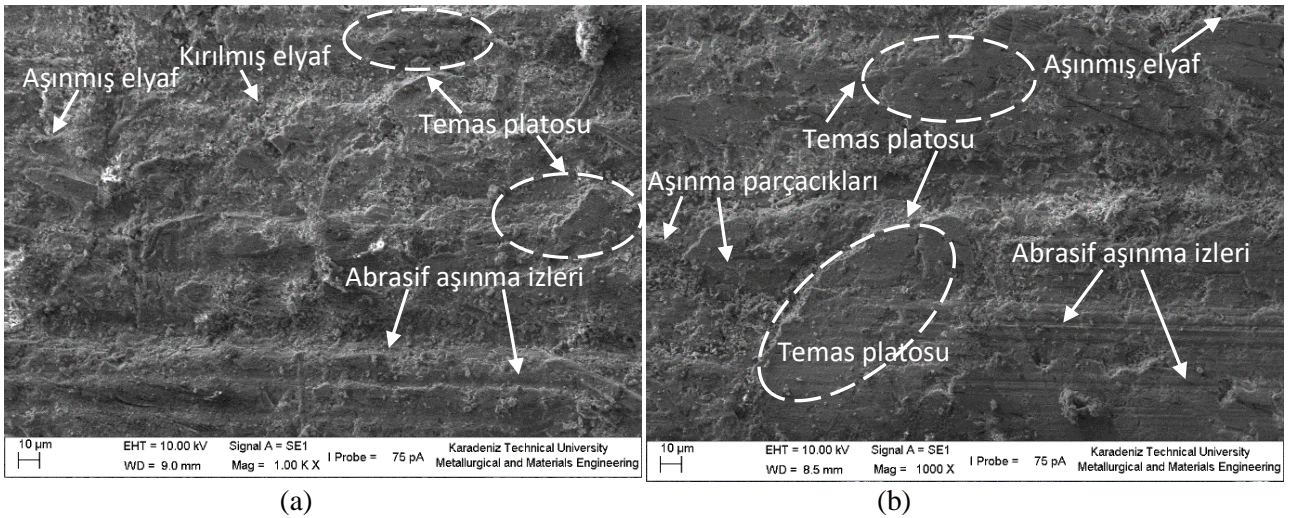 Kırılmış elyaf
Aşınmış elyaf
Temas platosu
Abrasif aşınma izleri
10 µm
EHT = 10.00 kV
Signal A = SE1
WD = 9.0 mm
Mag = 1.00 K X
I Probe = 75 pA
Karadeniz Technical University
Metallurgical and Materials Engineering
(a)
Aşınmış elyaf
Temas platosu
Aşınma parçacıkları
Abrasif aşınma izleri
Temas platosu
10 µm
EHT = 10.00 kV
Signal A = SE1
WD = 8.5 mm
Mag = 1000 X
I Probe = 75 pA
Karadeniz Technical University
Metallurgical and Materials Engineering
(b)